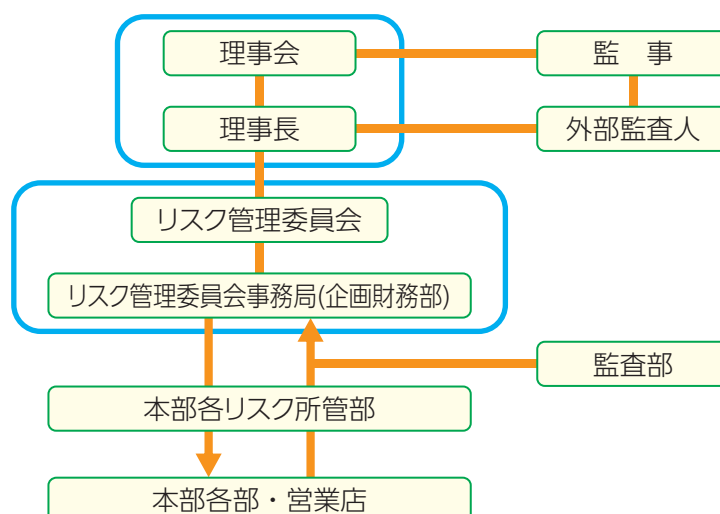 理事会
監　事
理事長
外部監査人
リスク管理委員会
リスク管理委員会事務局(企画財務部)
監査部
本部各リスク所管部
本部各部・営業店